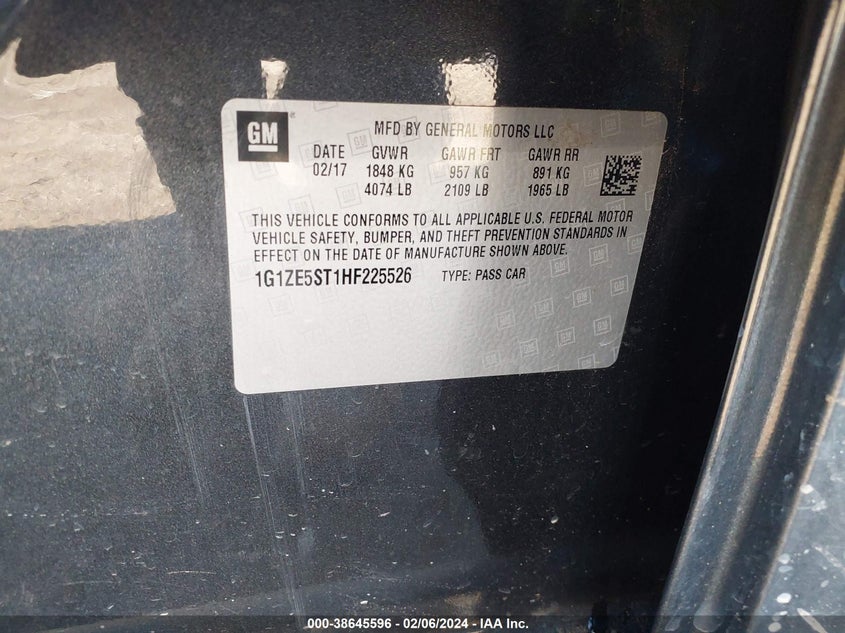 GM ®
MFD BY GENERAL MOTORS LLC
DATE GVWR GAWR FRT GAWR RR
02/17 1848 KG 957 KG 891 KG
4074 LB 2109 LB 1965 LB
THIS VEHICLE CONFORMS TO ALL APPLICABLE U.S. FEDERAL MOTOR
VEHICLE SAFETY, BUMPER, AND THEFT PREVENTION STANDARDS IN
EFFECT ON THE DATE OF MANUFACTURE SHOWN ABOVE.
1G1ZE5ST1HF225526 TYPE: PASS CAR
000-38645596 - 02/06/2024 - IAA Inc.